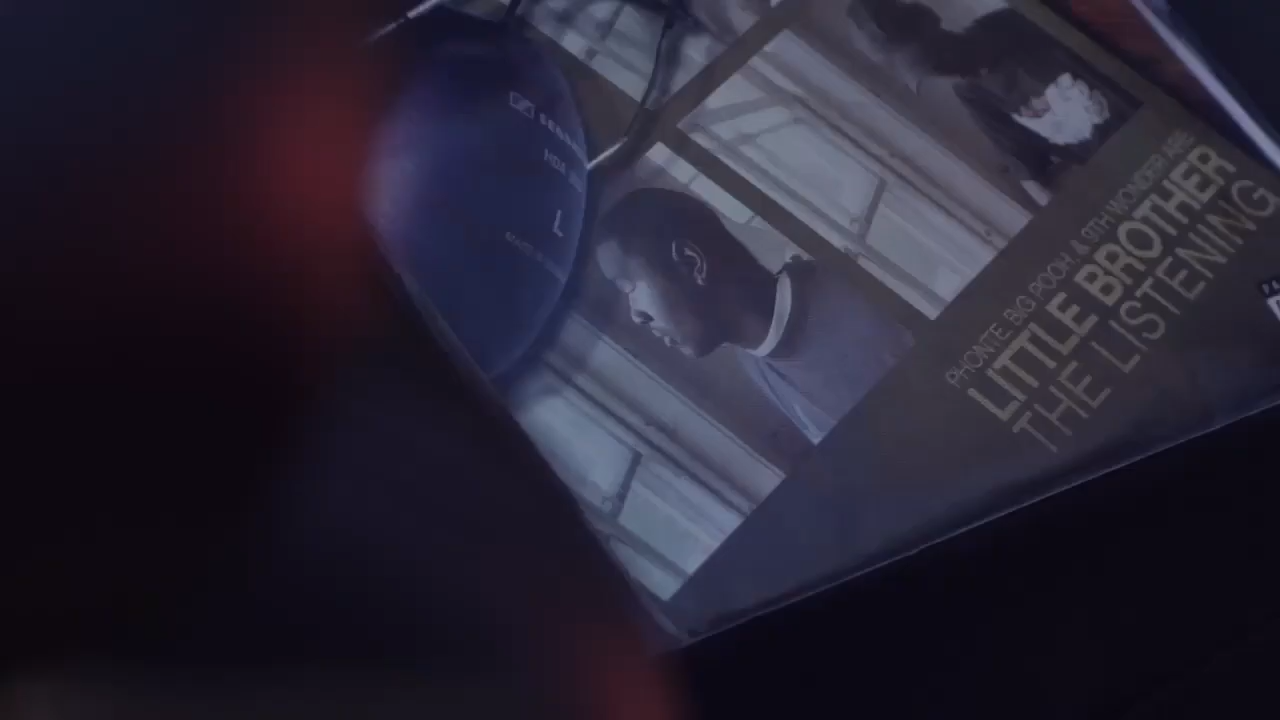 L
PHONTE, BIG POOH, & 9TH WONDER ARE
LITTLE BROTHER
THE LISTENING